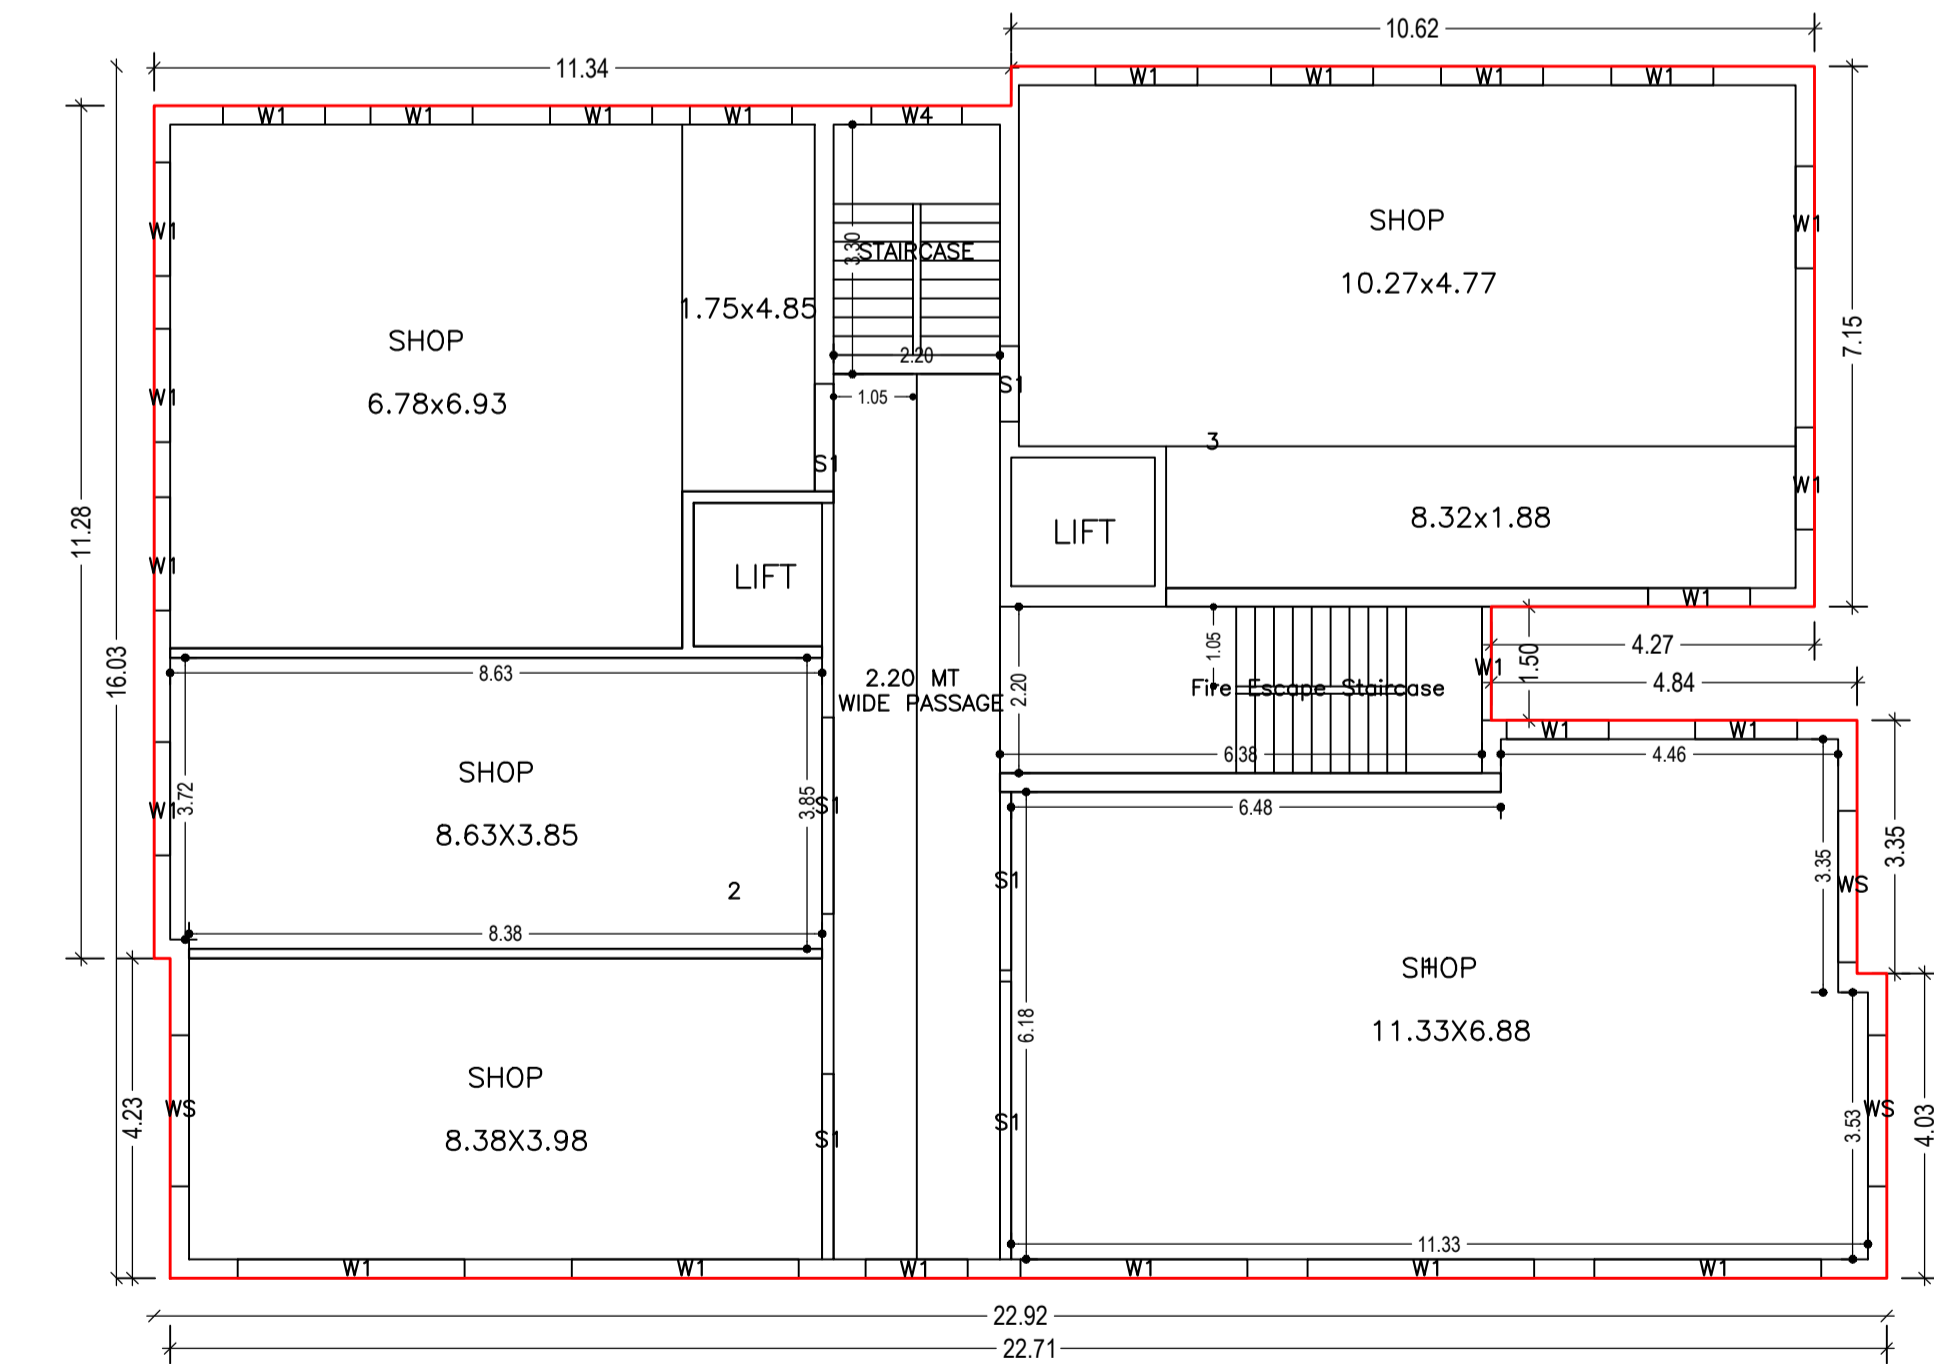 10.62
11.34
W1 W1 W1 W1
W1 W1 W1 W1 W4
W1
SHOP
10.27x4.77
W1
STAIRCASE
3.30
1.75x4.85
7.15
SHOP
6.78x6.93
2.20
S1
1.05
W1
3
S1
W1
8.32x1.88
11.28
LIFT
W1
LIFT
W1
4.27
1.50
1.05
16.03
8.63
2.20 MT
WIDE PASSAGE
2.20
W1
Fire Escape Staircase
4.84
W1 W1
6.38
4.46
SHOP
8.63X3.85
W1
3.72
3.85
S1
6.48
3.35
3.35
S1
WS
2
8.38
SHOP
1
11.33X6.88
6.18
SHOP
8.38X3.98
4.23
WS
S1
S1
WS
3.53
4.03
11.33
W1 W1 W1 W1 W1 W1
22.92
22.71